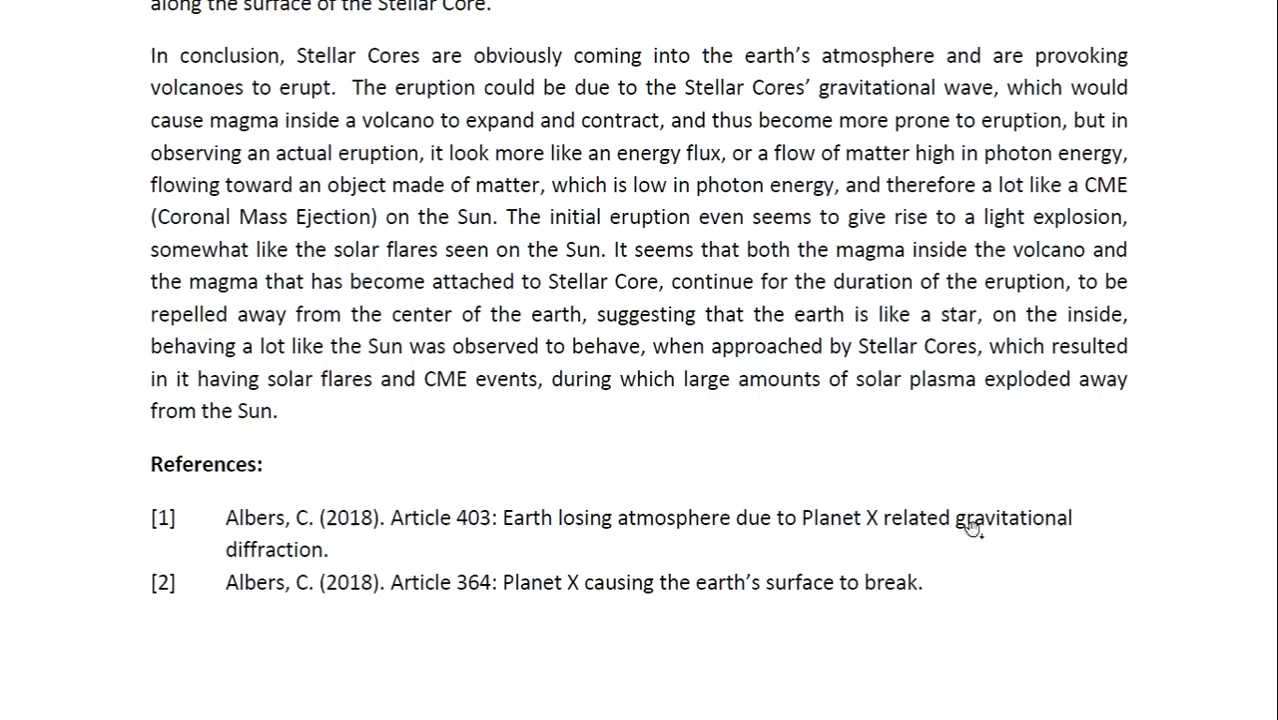 along the surface of the Stellar Core.
In conclusion, Stellar Cores are obviously coming into the earth’s atmosphere and are provoking
volcanoes to erupt.  The eruption could be due to the Stellar Cores’ gravitational wave, which would
cause magma inside a volcano to expand and contract, and thus become more prone to eruption, but in
observing an actual eruption, it look more like an energy flux, or a flow of matter high in photon energy,
flowing toward an object made of matter, which is low in photon energy, and therefore a lot like a CME
(Coronal Mass Ejection) on the Sun. The initial eruption even seems to give rise to a light explosion,
somewhat like the solar flares seen on the Sun. It seems that both the magma inside the volcano and
the magma that has become attached to Stellar Core, continue for the duration of the eruption, to be
repelled away from the center of the earth, suggesting that the earth is like a star, on the inside,
behaving a lot like the Sun was observed to behave, when approached by Stellar Cores, which resulted
in it having solar flares and CME events, during which large amounts of solar plasma exploded away
from the Sun.
References:
[1] Albers, C. (2018). Article 403: Earth losing atmosphere due to Planet X related gravitational
diffraction.
[2] Albers, C. (2018). Article 364: Planet X causing the earth’s surface to break.